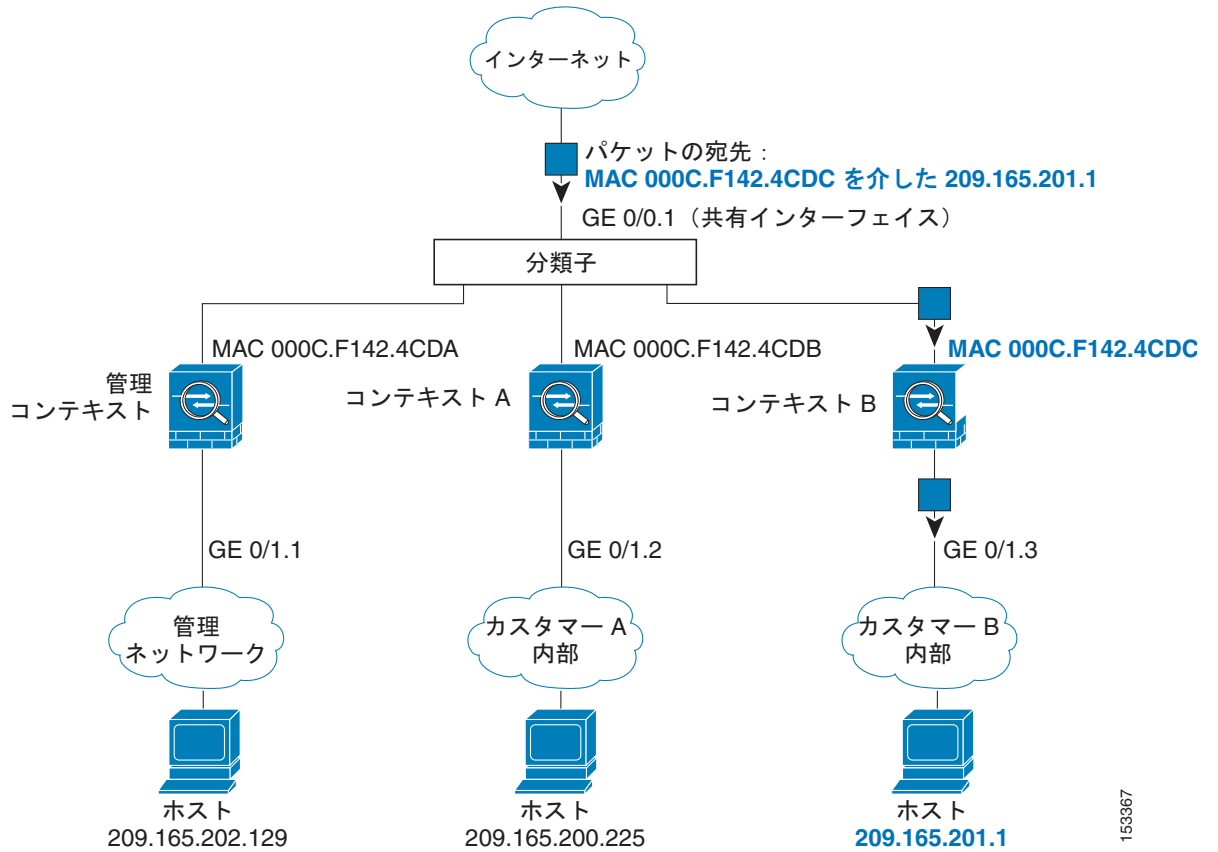 インターネット
パケットの宛先：
MAC 000C.F142.4CDC を介した 209.165.201.1
GE 0/0.1（共有インターフェイス）
分類子
MAC 000C.F142.4CDA
MAC 000C.F142.4CDB
MAC 000C.F142.4CDC
管理
コンテキスト
コンテキスト A
コンテキスト B
GE 0/1.1
GE 0/1.2
GE 0/1.3
管理
ネットワーク
カスタマー A
内部
カスタマー B
内部
ホスト
209.165.202.129
ホスト
209.165.200.225
ホスト
209.165.201.1
153367